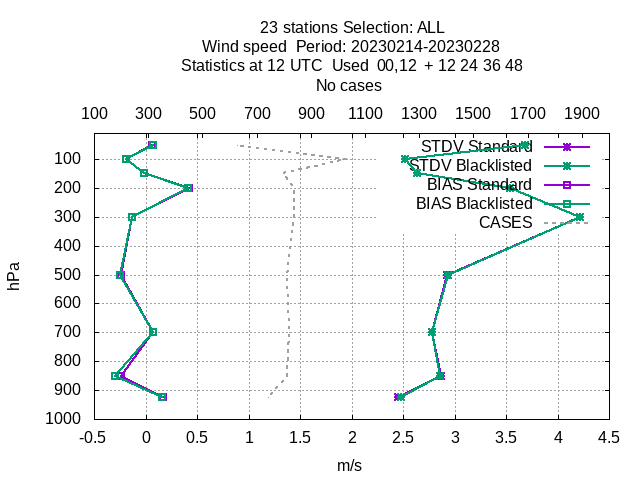 23 stations Selection: ALL
Wind speed  Period: 20230214-20230228
Statistics at 12 UTC  Used  00,12  + 12 24 36 48
No cases
100 300 500 700 900 1100 1300 1500 1700 1900
STDV Standard
STDV Blacklisted
BIAS Standard
BIAS Blacklisted
CASES
100
200
300
400
500
600
700
800
900
1000
hPa
-0.5 0 0.5 1 1.5 2 2.5 3 3.5 4 4.5
m/s